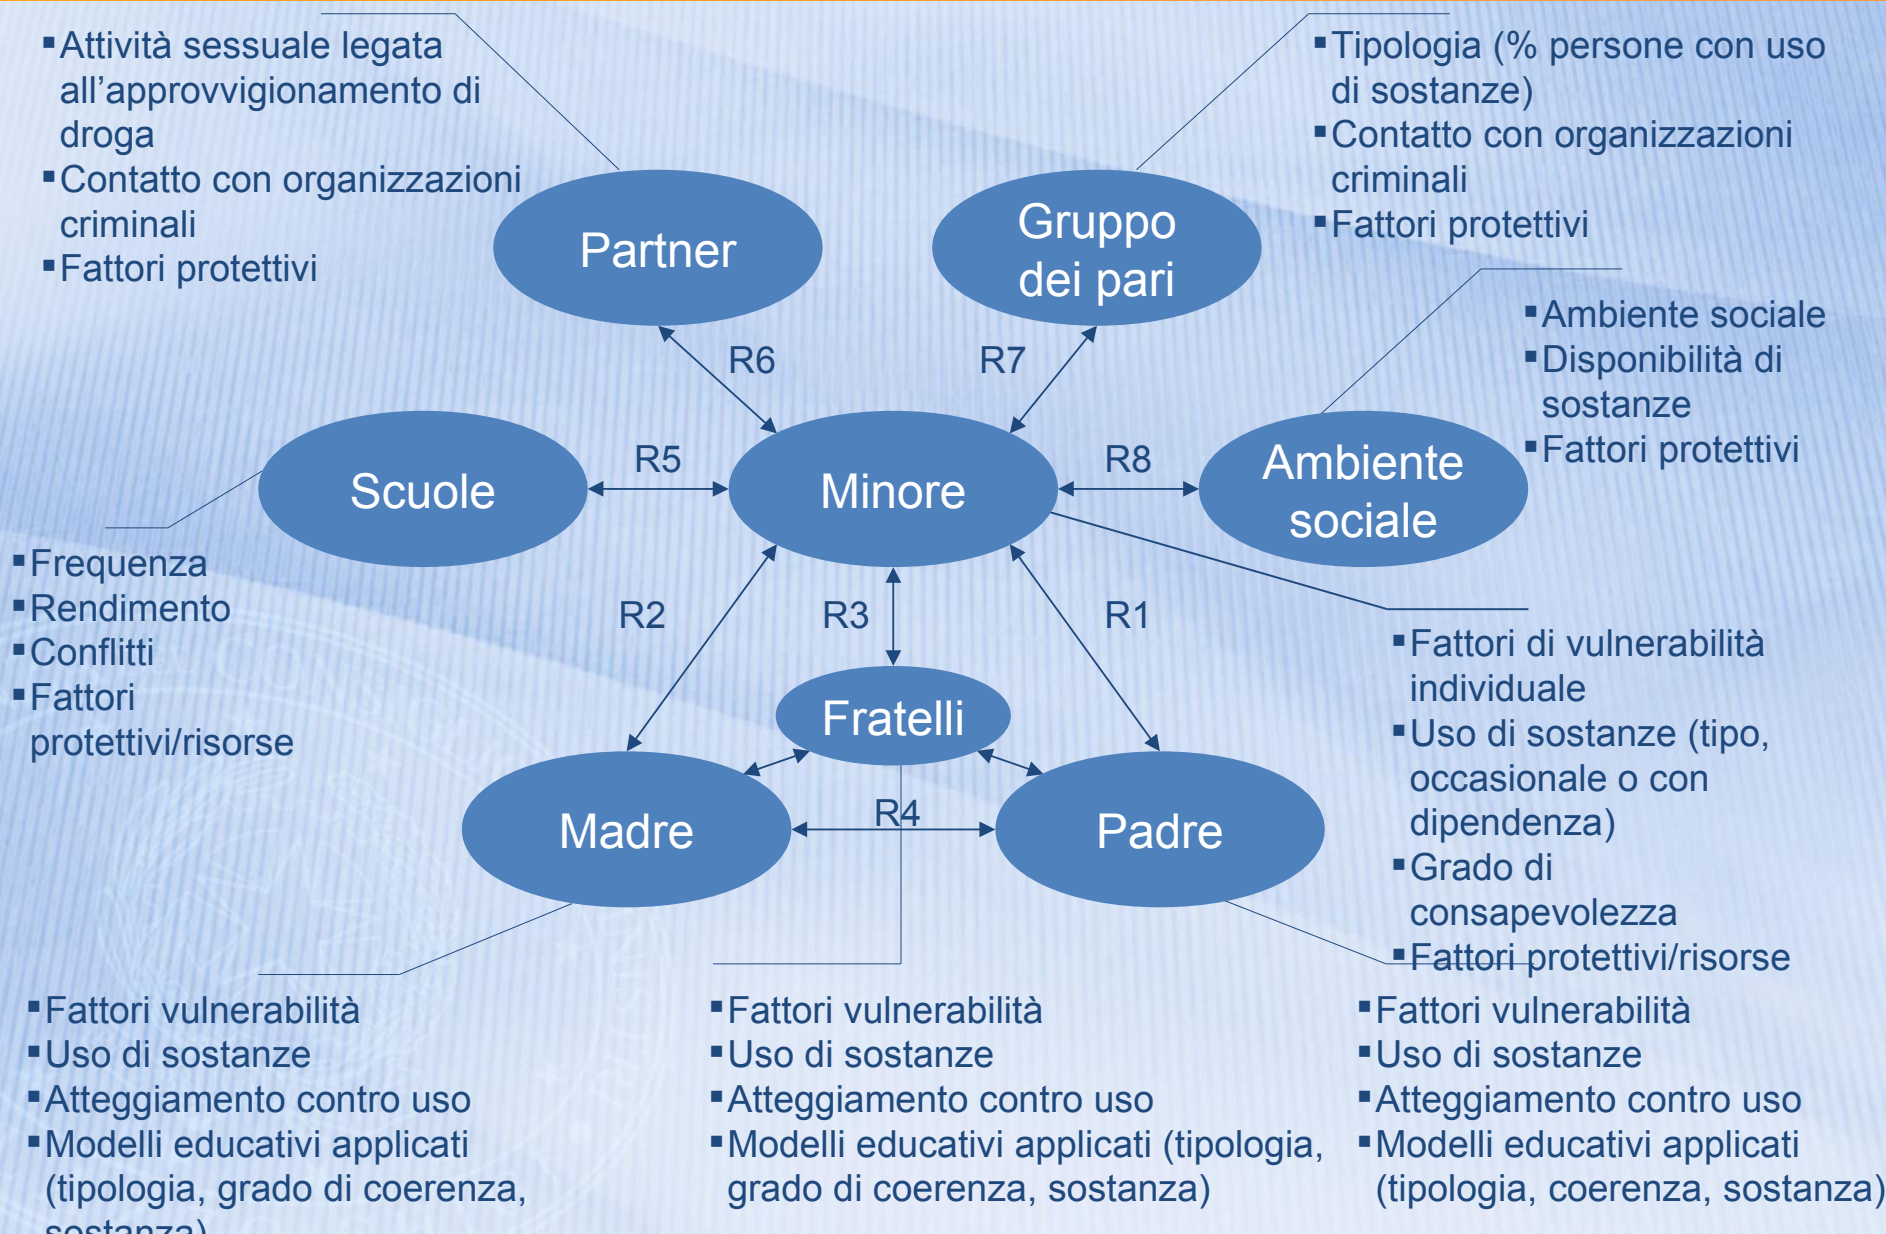 ▪Attività sessuale legata
all’approvvigionamento di
droga
▪Contatto con organizzazioni
criminali
▪Fattori protettivi
▪Tipologia (% persone con uso
di sostanze)
▪Contatto con organizzazioni
criminali
▪Fattori protettivi
Partner
Gruppo
dei pari
▪Ambiente sociale
▪Disponibilità di
sostanze
▪Fattori protettivi
R6
R7
Scuole
R5
Minore
R8
Ambiente
sociale
▪Frequenza
▪Rendimento
▪Conflitti
▪Fattori
protettivi/risorse
R2
R3
R1
▪Fattori di vulnerabilità
individuale
▪Uso di sostanze (tipo,
occasionale o con
dipendenza)
▪Grado di
consapevolezza
▪Fattori protettivi/risorse
Fratelli
Madre
R4
Padre
▪Fattori vulnerabilità
▪Uso di sostanze
▪Atteggiamento contro uso
▪Modelli educativi applicati
(tipologia, grado di coerenza,
sostanza)
▪Fattori vulnerabilità
▪Uso di sostanze
▪Atteggiamento contro uso
▪Modelli educativi applicati (tipologia,
grado di coerenza, sostanza)
▪Fattori vulnerabilità
▪Uso di sostanze
▪Atteggiamento contro uso
▪Modelli educativi applicati
(tipologia, coerenza, sostanza)